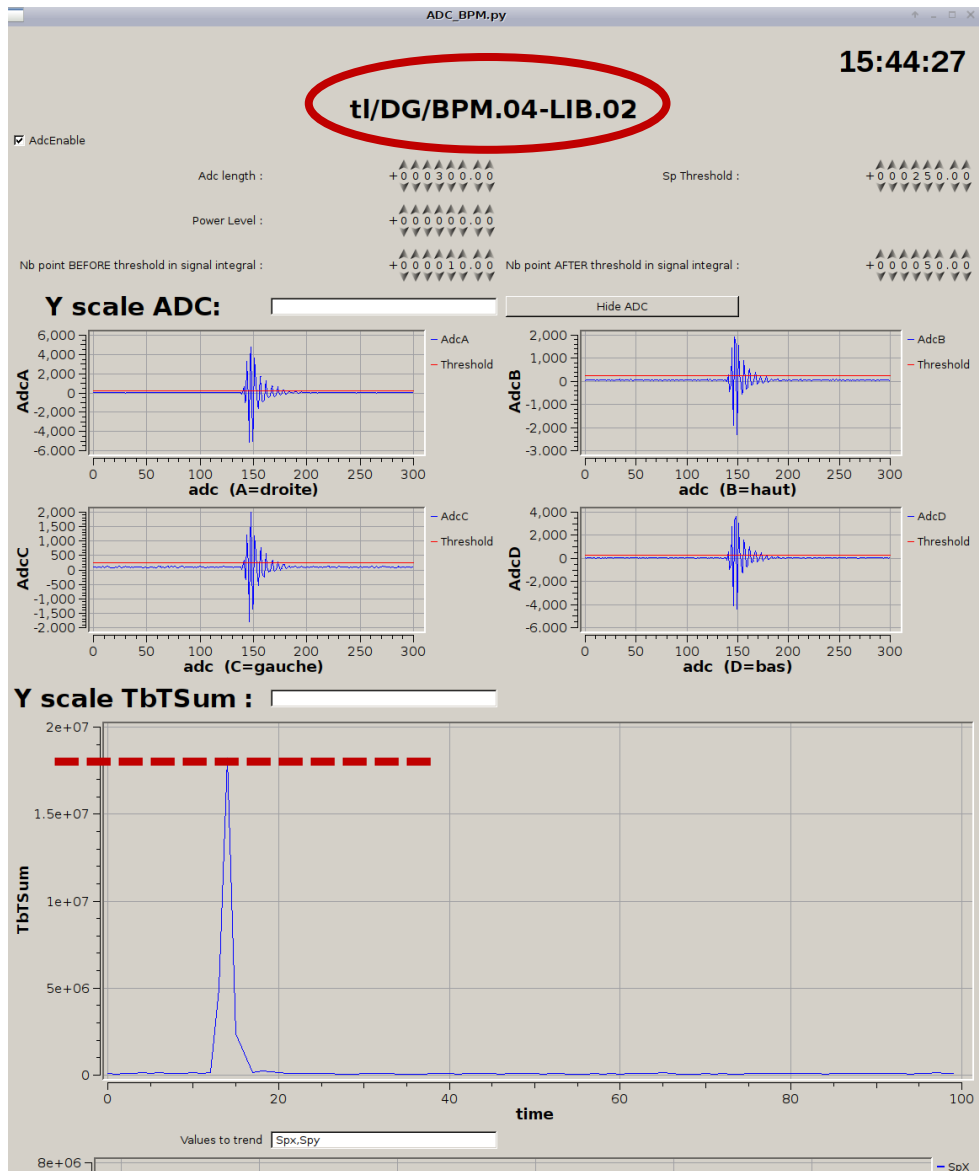 ADC_BPM.py
15:44:27
tl/DG/BPM.04-LIB.02
AdcEnable
Adc length : +000300.00 Sp Threshold : +000250.00
Power Level : +000000.00
Nb point BEFORE threshold in signal integral : +000010.00 Nb point AFTER threshold in signal integral : +000050.00
Y scale ADC: Hide ADC
6,000
4,000
2,000
0
-2,000
-4,000
-6.000
AdcA
0 50 100 150 200 250 300
adc (A=droite)
AdcA
Threshold
2,000
1,000
0
-1,000
-2,000
-3.000
AdcB
0 50 100 150 200 250 300
adc (B=haut)
AdcB
Threshold
2,000
1,500
1,000
500
0
-500
-1,000
-1,500
-2.000
AdcC
0 50 100 150 200 250 300
adc (C=gauche)
AdcC
Threshold
4,000
2,000
0
-2,000
-4,000
-6.000
AdcD
0 50 100 150 200 250 300
adc (D=bas)
AdcD
Threshold
Y scale TbTSum :
2e+07
1.5e+07
1e+07
5e+06
0
TbTSum
0 20 40 60 80 100
time
Values to trend Spx,Spy
8e+06
SpX